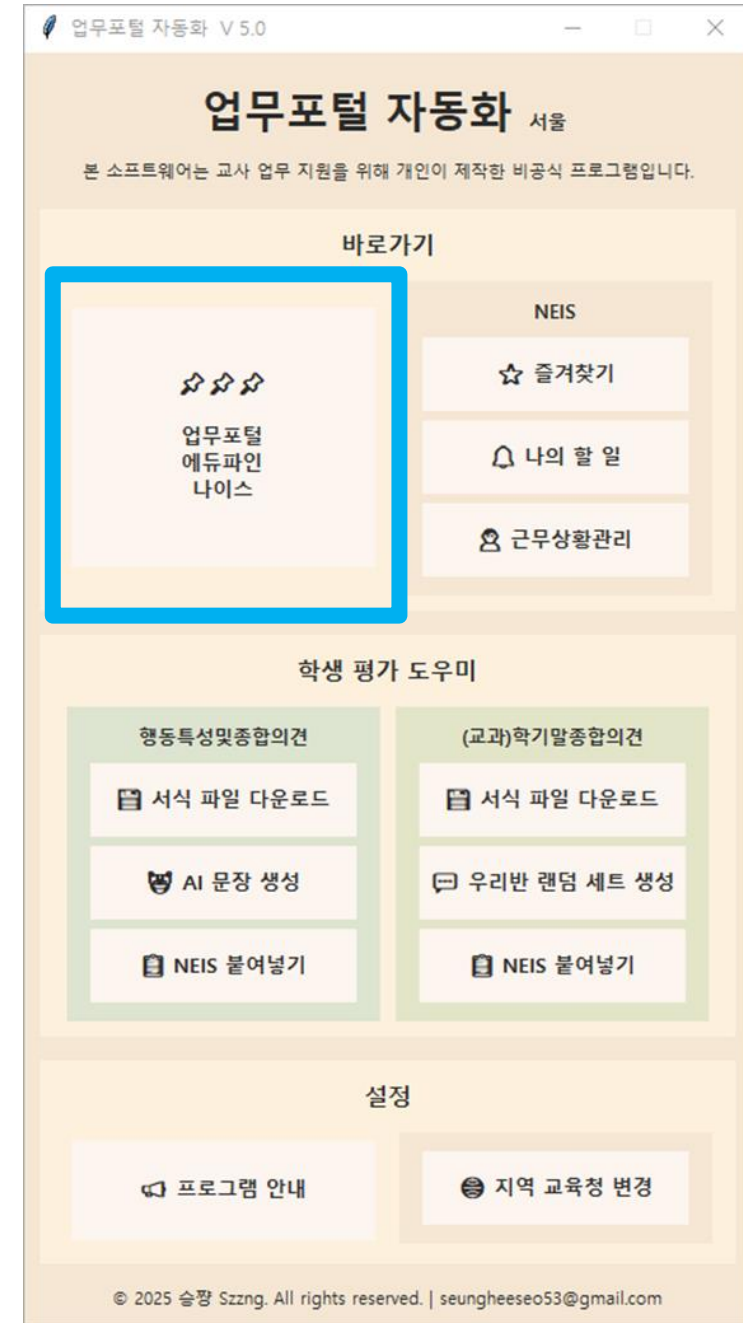 업무포털 자동화 V 5.0
업무포털 자동화 서울
본 소프트웨어는 교사 업무 지원을 위해 개인이 제작한 비공식 프로그램입니다.
바로가기
업무포털
에듀파인
나이스
NEIS
즐겨찾기
나의 할 일
근무상황관리
학생 평가 도우미
행동특성및종합의견
서식 파일 다운로드
AI 문장 생성
NEIS 붙여넣기
(교과)학기말종합의견
서식 파일 다운로드
우리반 랜덤 세트 생성
NEIS 붙여넣기
설정
프로그램 안내
지역 교육청 변경
© 2025 승쨩 Szzng. All rights reserved. | seungheeseo53@gmail.com